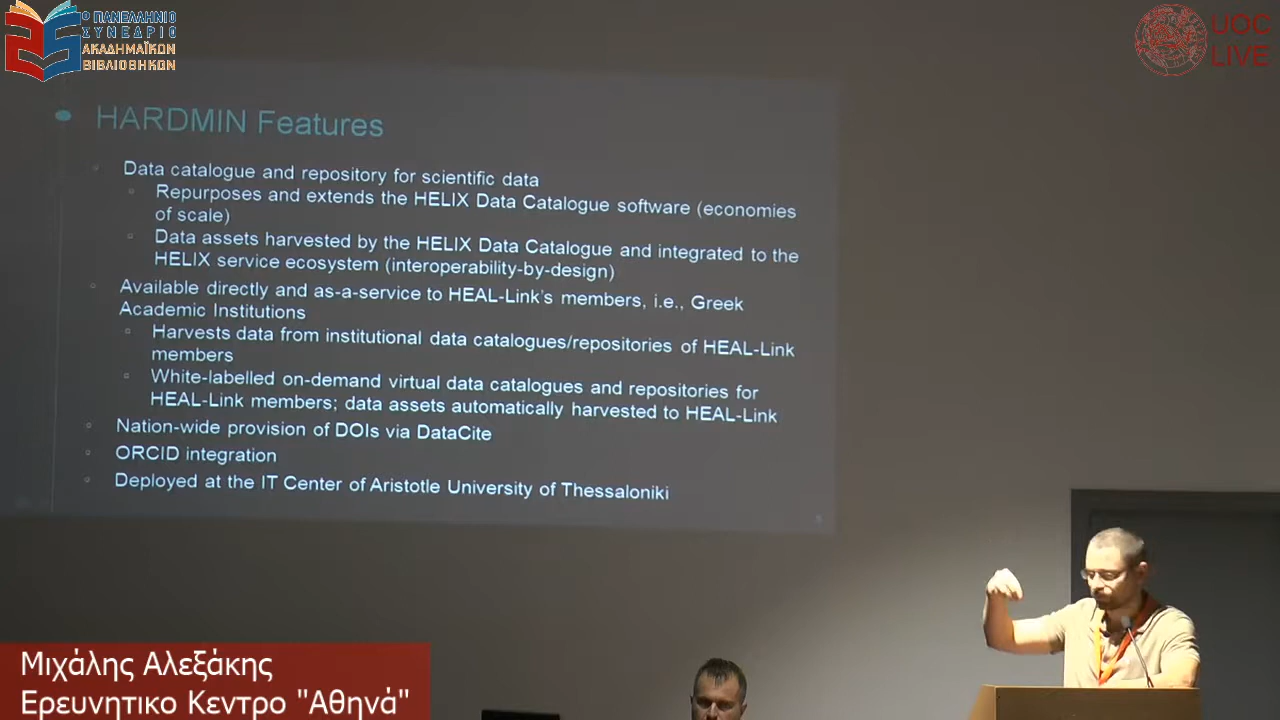 Ο ΠΑΝΕΛΛΗΝΙΟ
ΣΥΝΕΔΡΙΟ
ΑΚΑΔΗΜΑΪΚΩΝ
ΒΙΒΛΙΟΘΗΚΩΝ
UOC
LIVE
HARDMIN Features
Data catalogue and repository for scientific data
Repurposes and extends the HELIX Data Catalogue software (economies
of scale)
Data assets harvested by the HELIX Data Catalogue and integrated to the
HELIX service ecosystem (interoperability-by-design)
Available directly and as-a-service to HEAL-Link's members, i.e., Greek
Academic Institutions
Harvests data from institutional data catalogues/repositories of HEAL-Link
members
White-labelled on-demand virtual data catalogues and repositories for
HEAL-Link members; data assets automatically harvested to HEAL-Link
Nation-wide provision of DOIs via DataCite
ORCID integration
Deployed at the IT Center of Aristotle University of Thessaloniki
Μιχάλης Αλεξάκης
Ερευνητικο Κεντρο "Αθηνά"